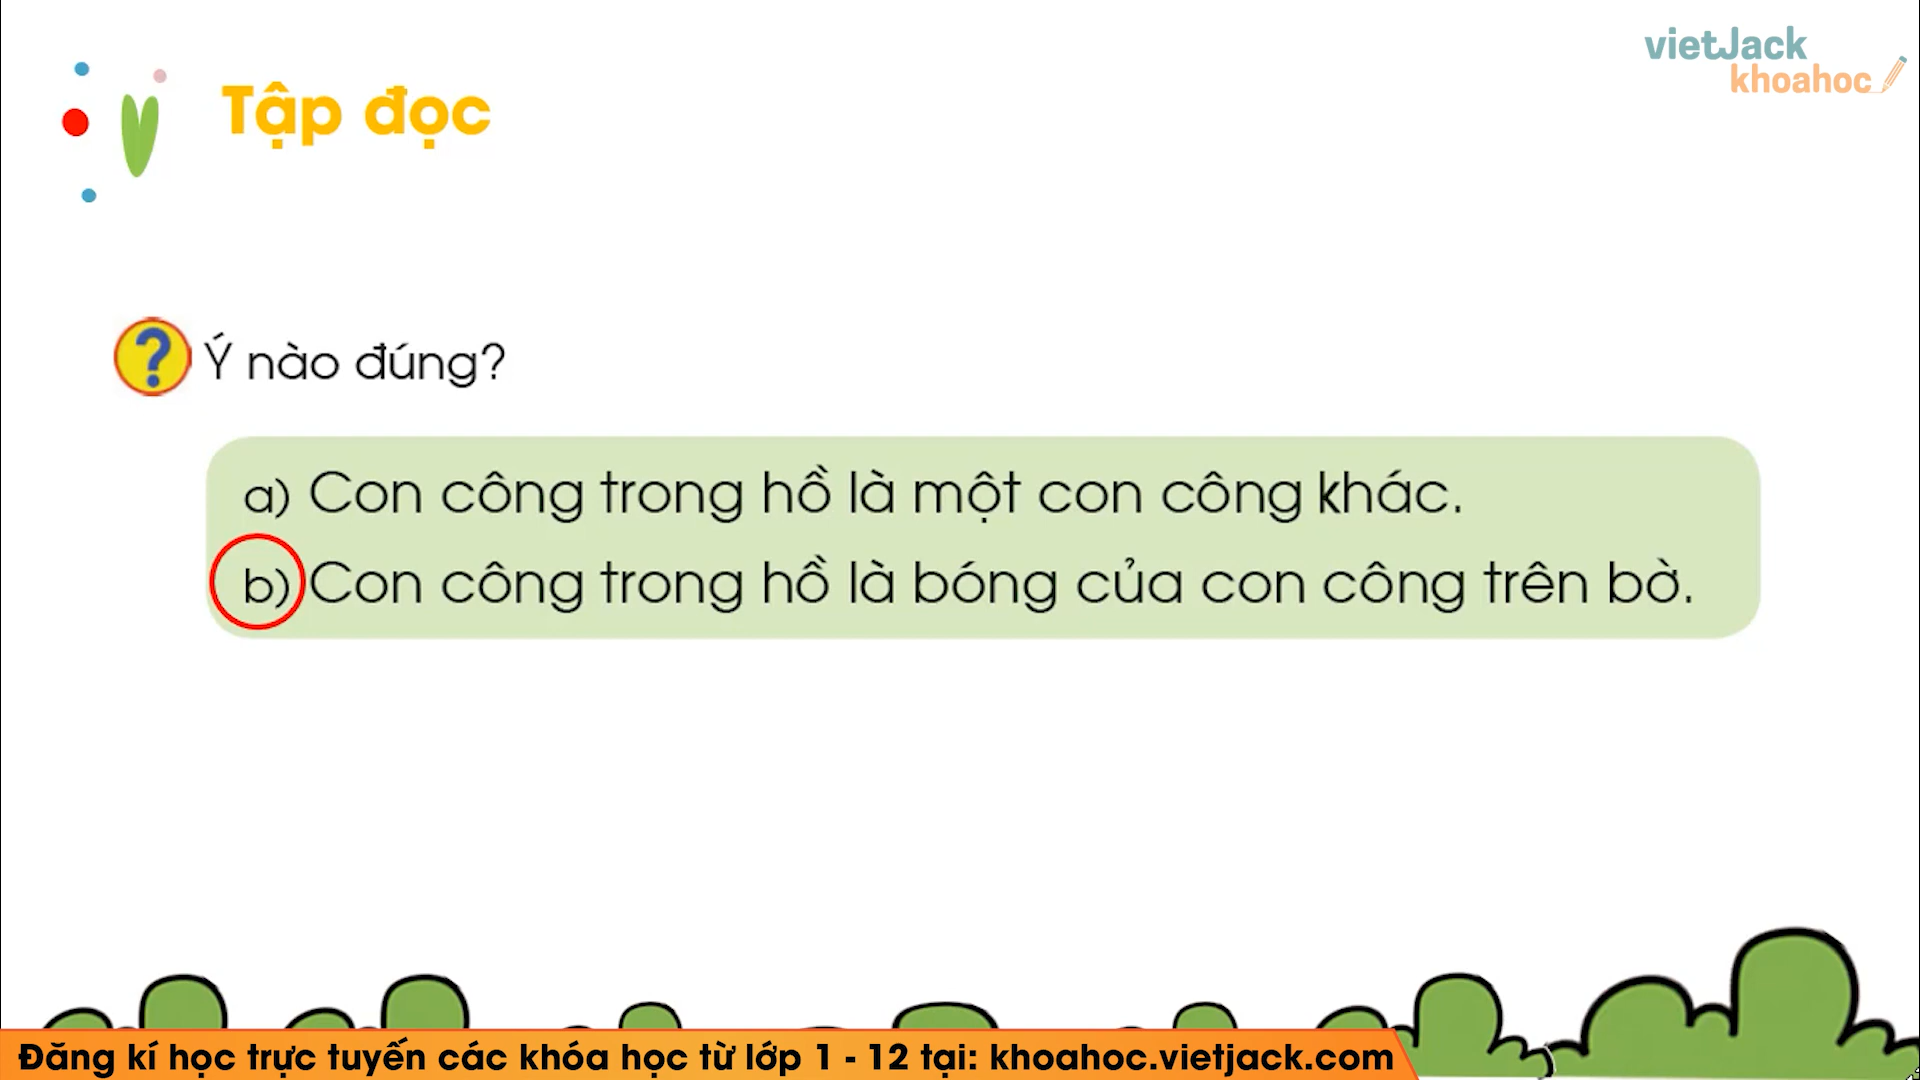 vietJack
khoahoc
Tập đọc
? Ý nào đúng?
a) Con công trong hồ là một con công khác.
b) Con công trong hồ là bóng của con công trên bờ.
Đăng kí học trực tuyến các khóa học từ lớp 1 - 12 tại: khoahoc.vietjack.com